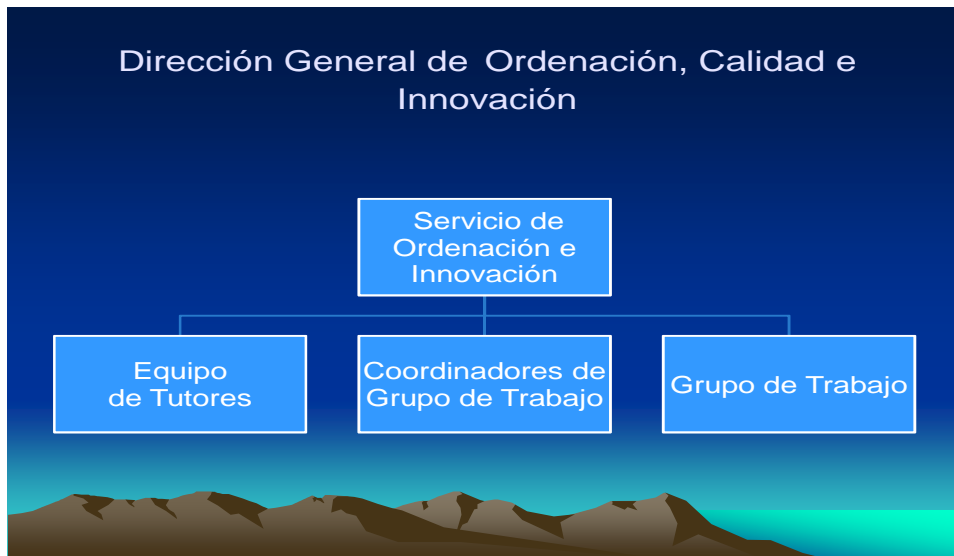 Dirección General de Ordenación, Calidad e
Innovación
Servicio de
Ordenación e
Innovación
Equipo
de Tutores
Coordinadores de
Grupo de Trabajo
Grupo de Trabajo